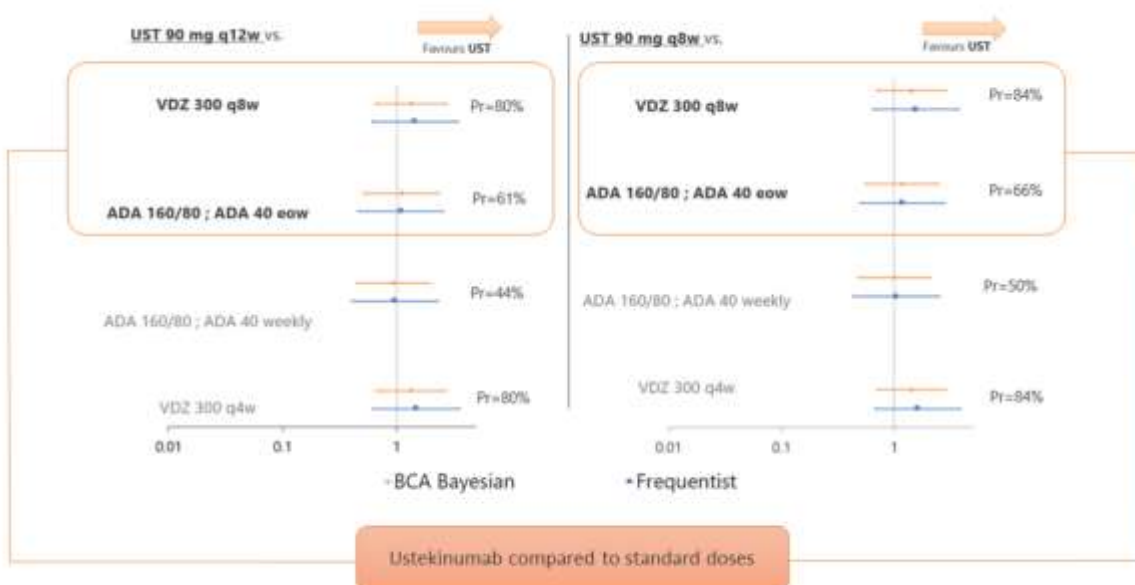 UST 90 mg q12w vs.
Favours UST
VDZ 300 q8w
Pr=80%
ADA 160/80 ; ADA 40 eow
Pr=61%
ADA 160/80 ; ADA 40 weekly
Pr=44%
VDZ 300 q4w
Pr=80%
0.01 0.1 1
UST 90 mg q8w vs.
Favours UST
VDZ 300 q8w
Pr=84%
ADA 160/80 ; ADA 40 eow
Pr=66%
ADA 160/80 ; ADA 40 weekly
Pr=50%
VDZ 300 q4w
Pr=84%
0.01 0.1 1
BCA Bayesian
Frequentist
Ustekinumab compared to standard doses